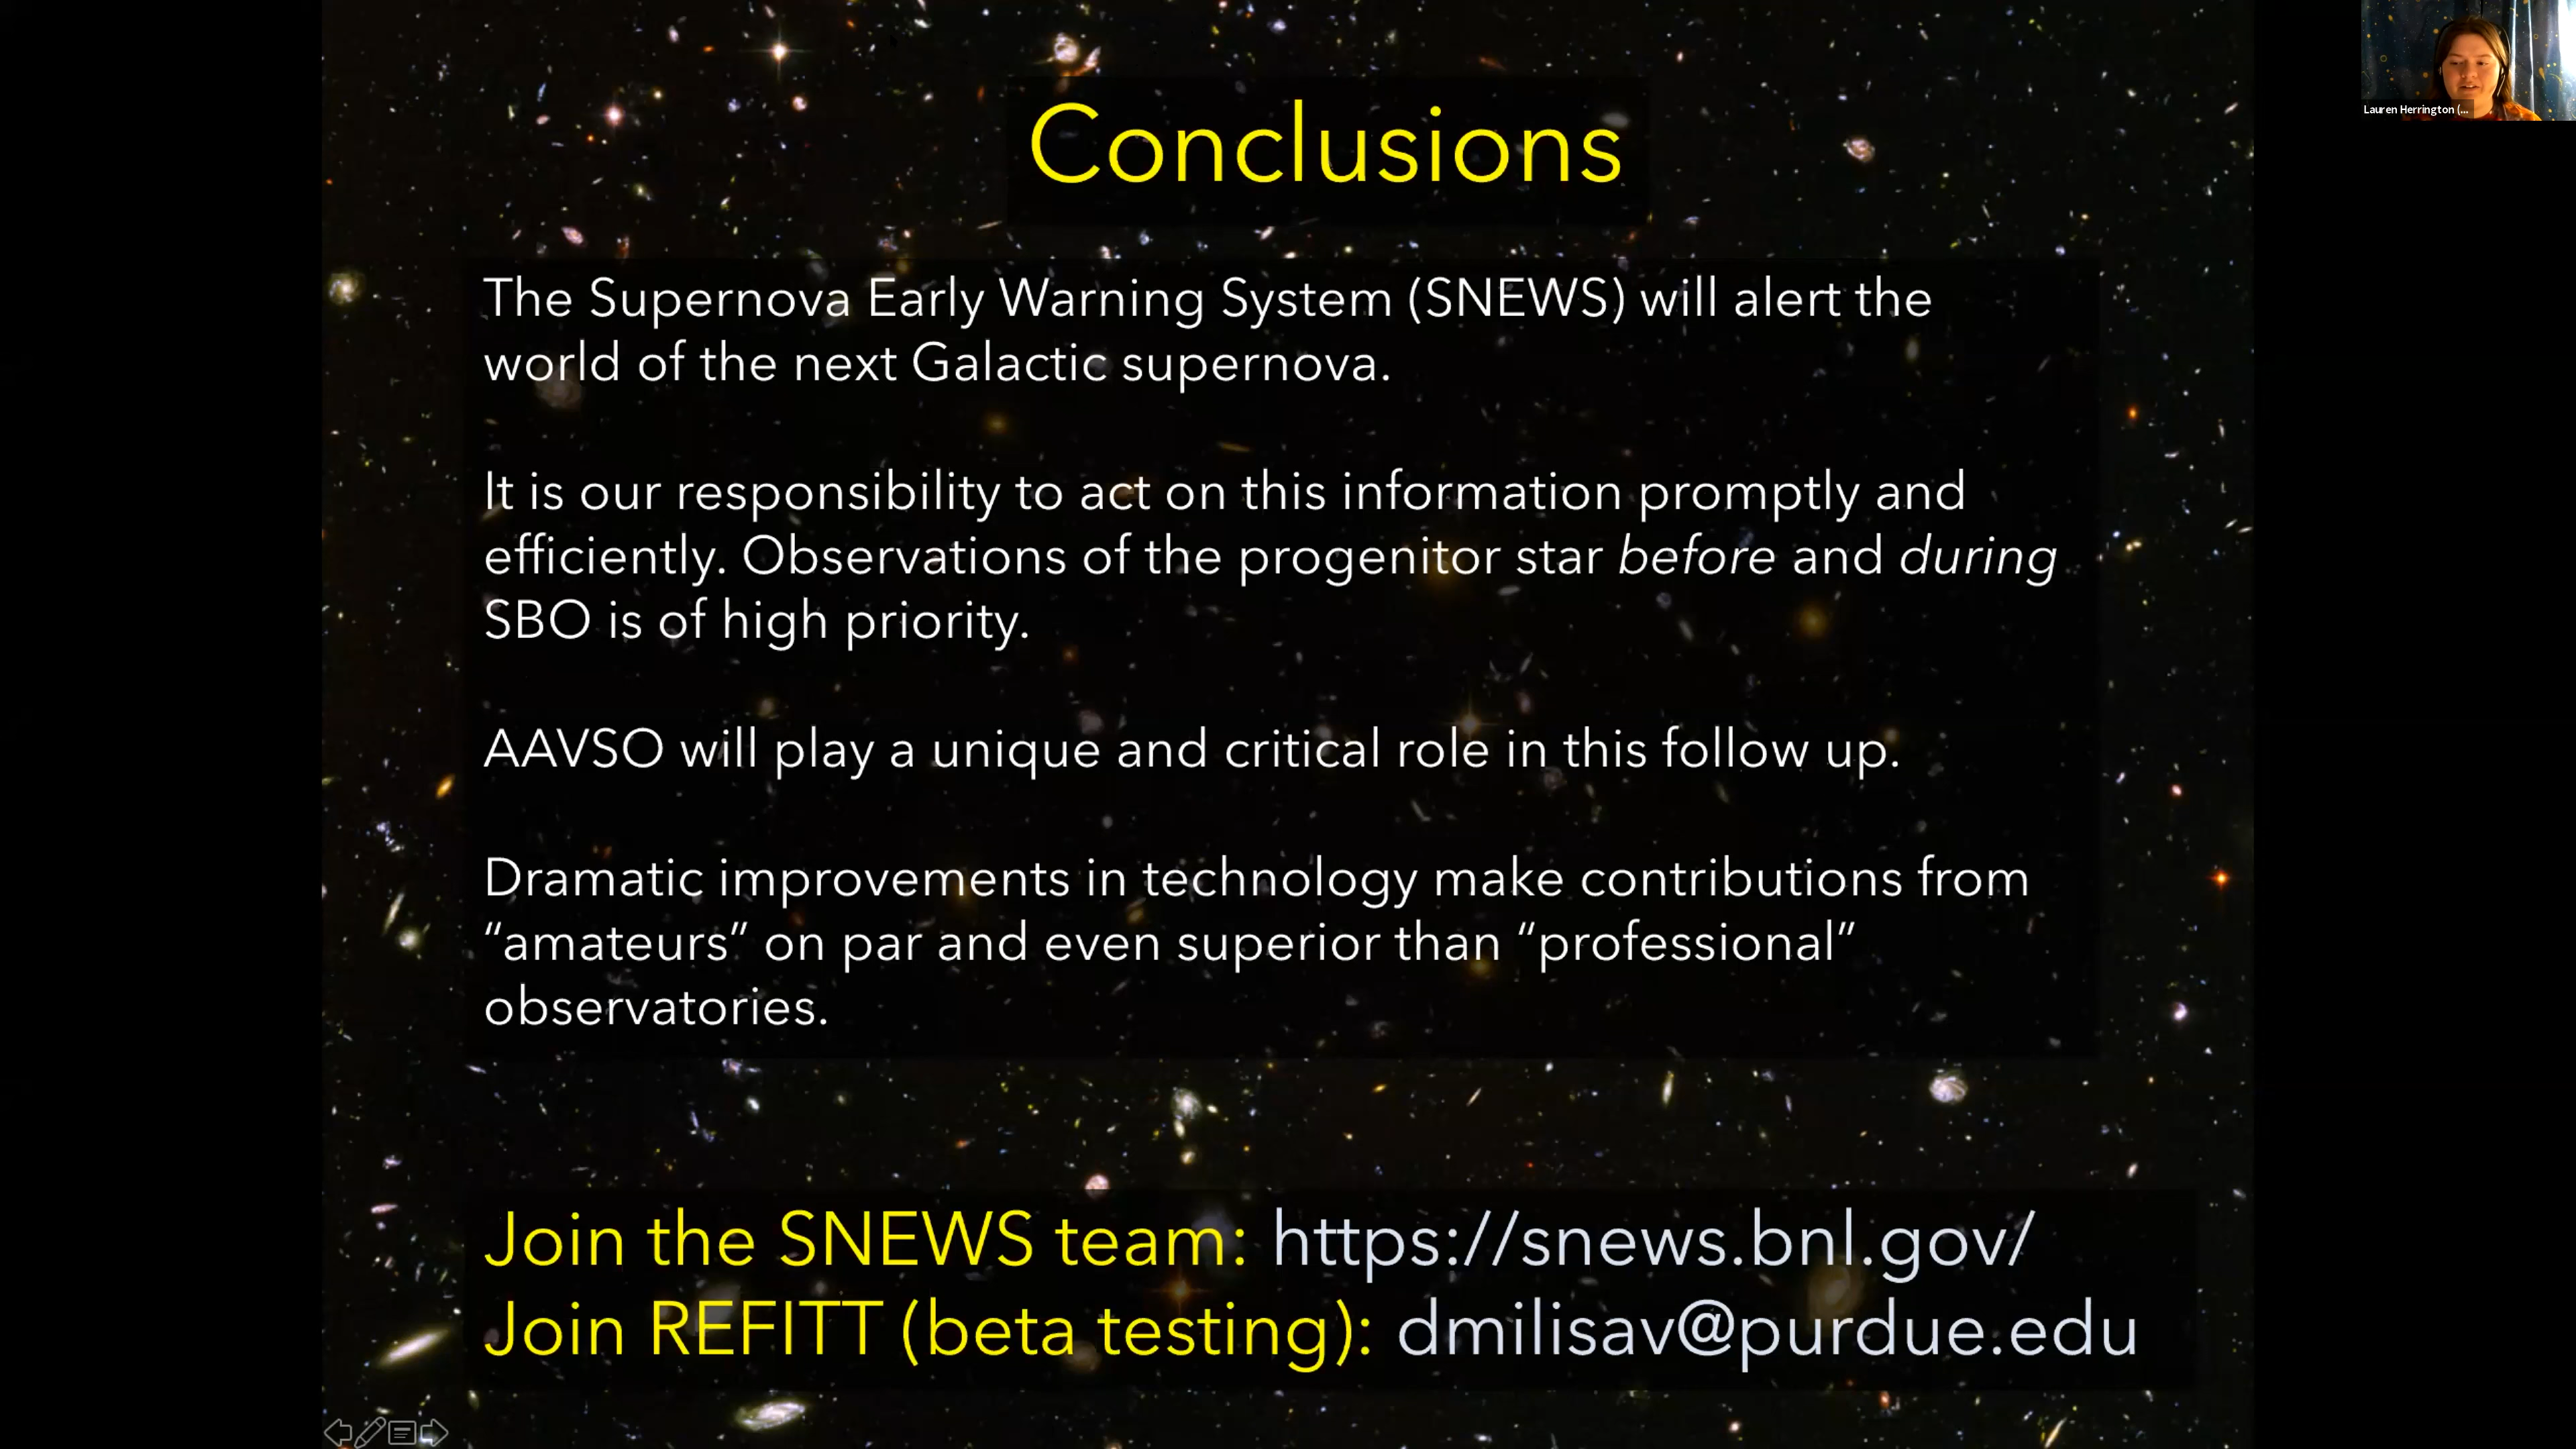 Conclusions
Lauren Herrington (...
The Supernova Early Warning System (SNEWS) will alert the
world of the next Galactic supernova.
It is our responsibility to act on this information promptly and
efficiently. Observations of the progenitor star before and during
SBO is of high priority.
AAVSO will play a unique and critical role in this follow up.
Dramatic improvements in technology make contributions from
“amateurs” on par and even superior than “professional”
observatories.
Join the SNEWS team: https://snews.bnl.gov/
Join REFITT (beta testing): dmilisav@purdue.edu